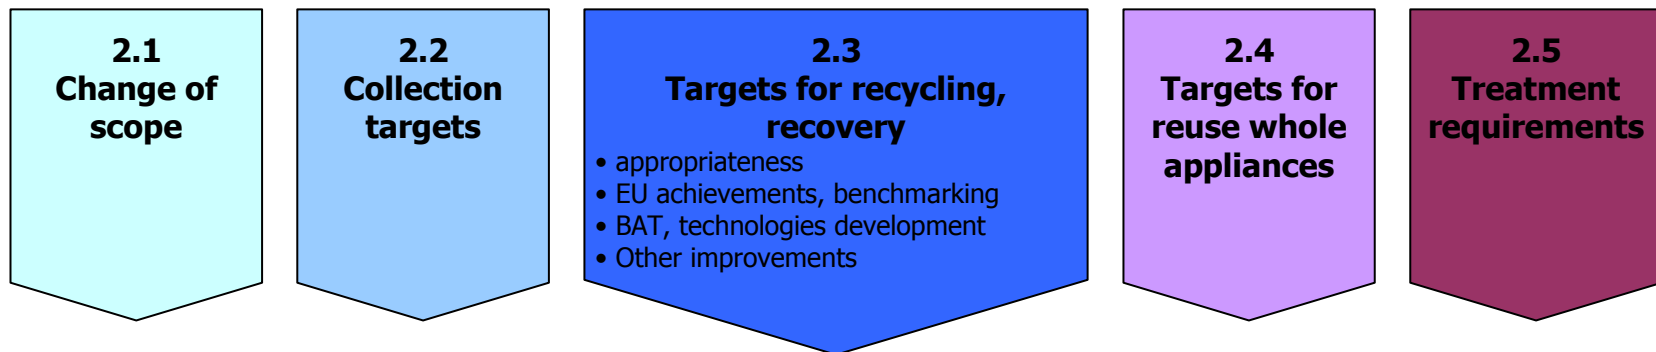 2.1
Change of
scope
2.2
Collection
targets
2.3
Targets for recycling,
recovery
• appropriateness
• EU achievements, benchmarking
• BAT, technologies development
• Other improvements
2.4
Targets for
reuse whole
appliances
2.5
Treatment
requirements